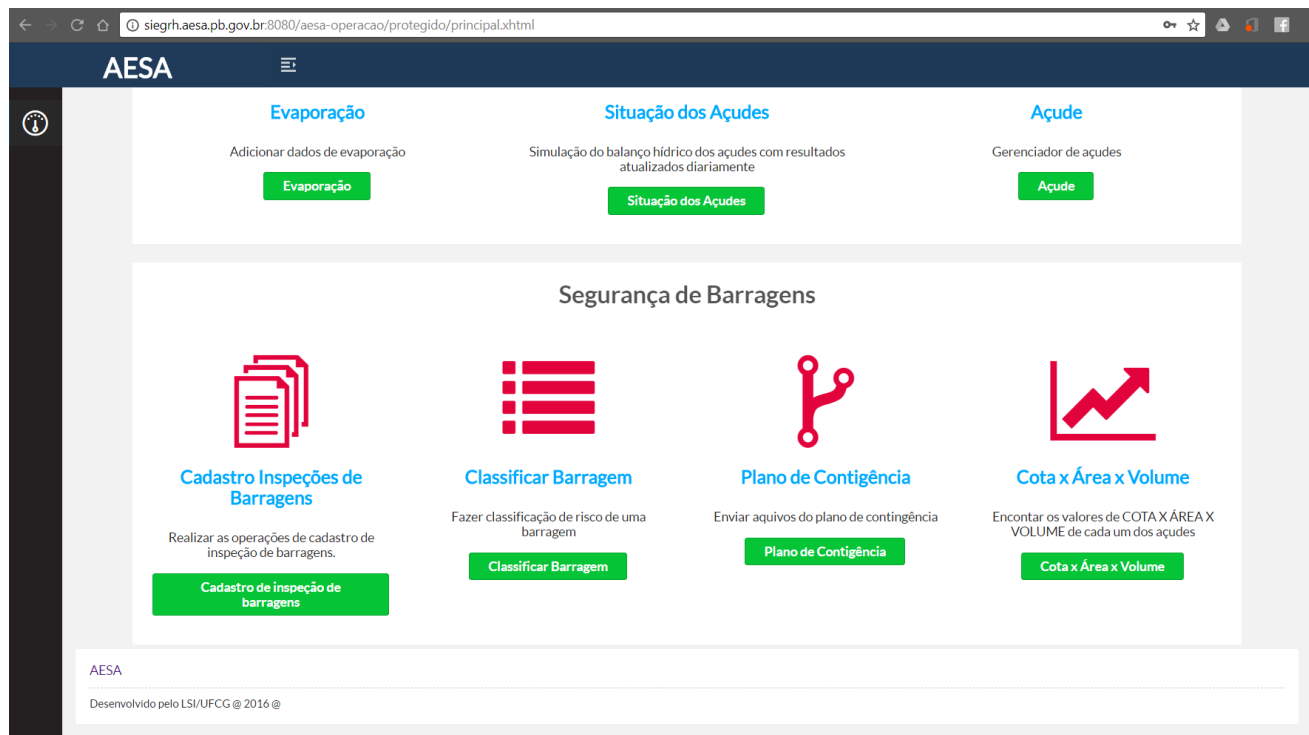 siegrh.aesa.pb.gov.br:8080/aesa-operacao/protegido/principal.xhtml
AESA
Evaporação
Adicionar dados de evaporação
Evaporação
Situação dos Açudes
Simulação do balanço hídrico dos açudes com resultados
atualizados diariamente
Situação dos Açudes
Açude
Gerenciador de açudes
Açude
Segurança de Barragens
Cadastro Inspeções de
Barragens
Realizar as operações de cadastro de
inspeção de barragens.
Cadastro de inspeção de
barragens
Classificar Barragem
Fazer classificação de risco de uma
barragem
Classificar Barragem
Plano de Contigência
Enviar aquivos do plano de contingência
Plano de Contigência
Cota x Área x Volume
Encontar os valores de COTA X ÁREA X
VOLUME de cada um dos açudes
Cota x Área x Volume
AESA
Desenvolvido pelo LSI/UFCG @ 2016 @